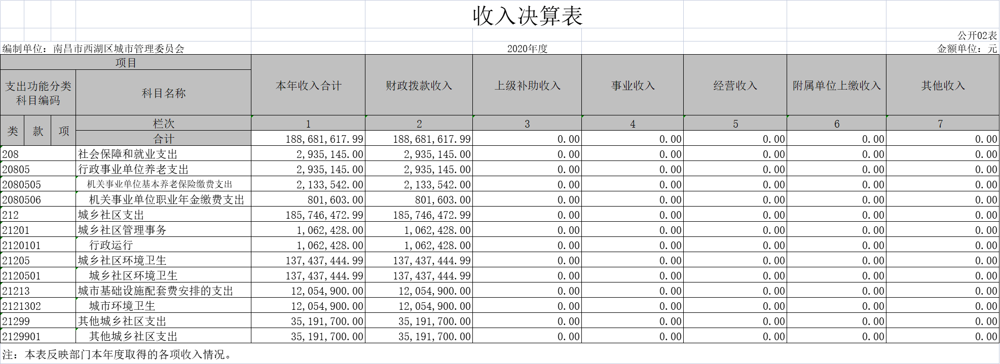 收入决算表
公开02表
编制单位：南昌市西湖区城市管理委员会 2020年度 金额单位：元
项目 本年收入合计 财政拨款收入 上级补助收入 事业收入 经营收入 附属单位上缴收入 其他收入
支出功能分类科目编码 科目名称
类 款 项 栏次 1 2 3 4 5 6 7
合计 188,681,617.99 188,681,617.99 0.00 0.00 0.00 0.00 0.00
208 社会保障和就业支出 2,935,145.00 2,935,145.00 0.00 0.00 0.00 0.00 0.00
20805 行政事业单位养老支出 2,935,145.00 2,935,145.00 0.00 0.00 0.00 0.00 0.00
2080505 机关事业单位基本养老保险缴费支出 2,133,542.00 2,133,542.00 0.00 0.00 0.00 0.00 0.00
2080506 机关事业单位职业年金缴费支出 801,603.00 801,603.00 0.00 0.00 0.00 0.00 0.00
212 城乡社区支出 185,746,472.99 185,746,472.99 0.00 0.00 0.00 0.00 0.00
21201 城乡社区管理事务 1,062,428.00 1,062,428.00 0.00 0.00 0.00 0.00 0.00
2120101 行政运行 1,062,428.00 1,062,428.00 0.00 0.00 0.00 0.00 0.00
21205 城乡社区环境卫生 137,437,444.99 137,437,444.99 0.00 0.00 0.00 0.00 0.00
2120501 城乡社区环境卫生 137,437,444.99 137,437,444.99 0.00 0.00 0.00 0.00 0.00
21213 城市基础设施配套费安排的支出 12,054,900.00 12,054,900.00 0.00 0.00 0.00 0.00 0.00
2121302 城市环境卫生 12,054,900.00 12,054,900.00 0.00 0.00 0.00 0.00 0.00
21299 其他城乡社区支出 35,191,700.00 35,191,700.00 0.00 0.00 0.00 0.00 0.00
2129901 其他城乡社区支出 35,191,700.00 35,191,700.00 0.00 0.00 0.00 0.00 0.00
注：本表反映部门本年度取得的各项收入情况。